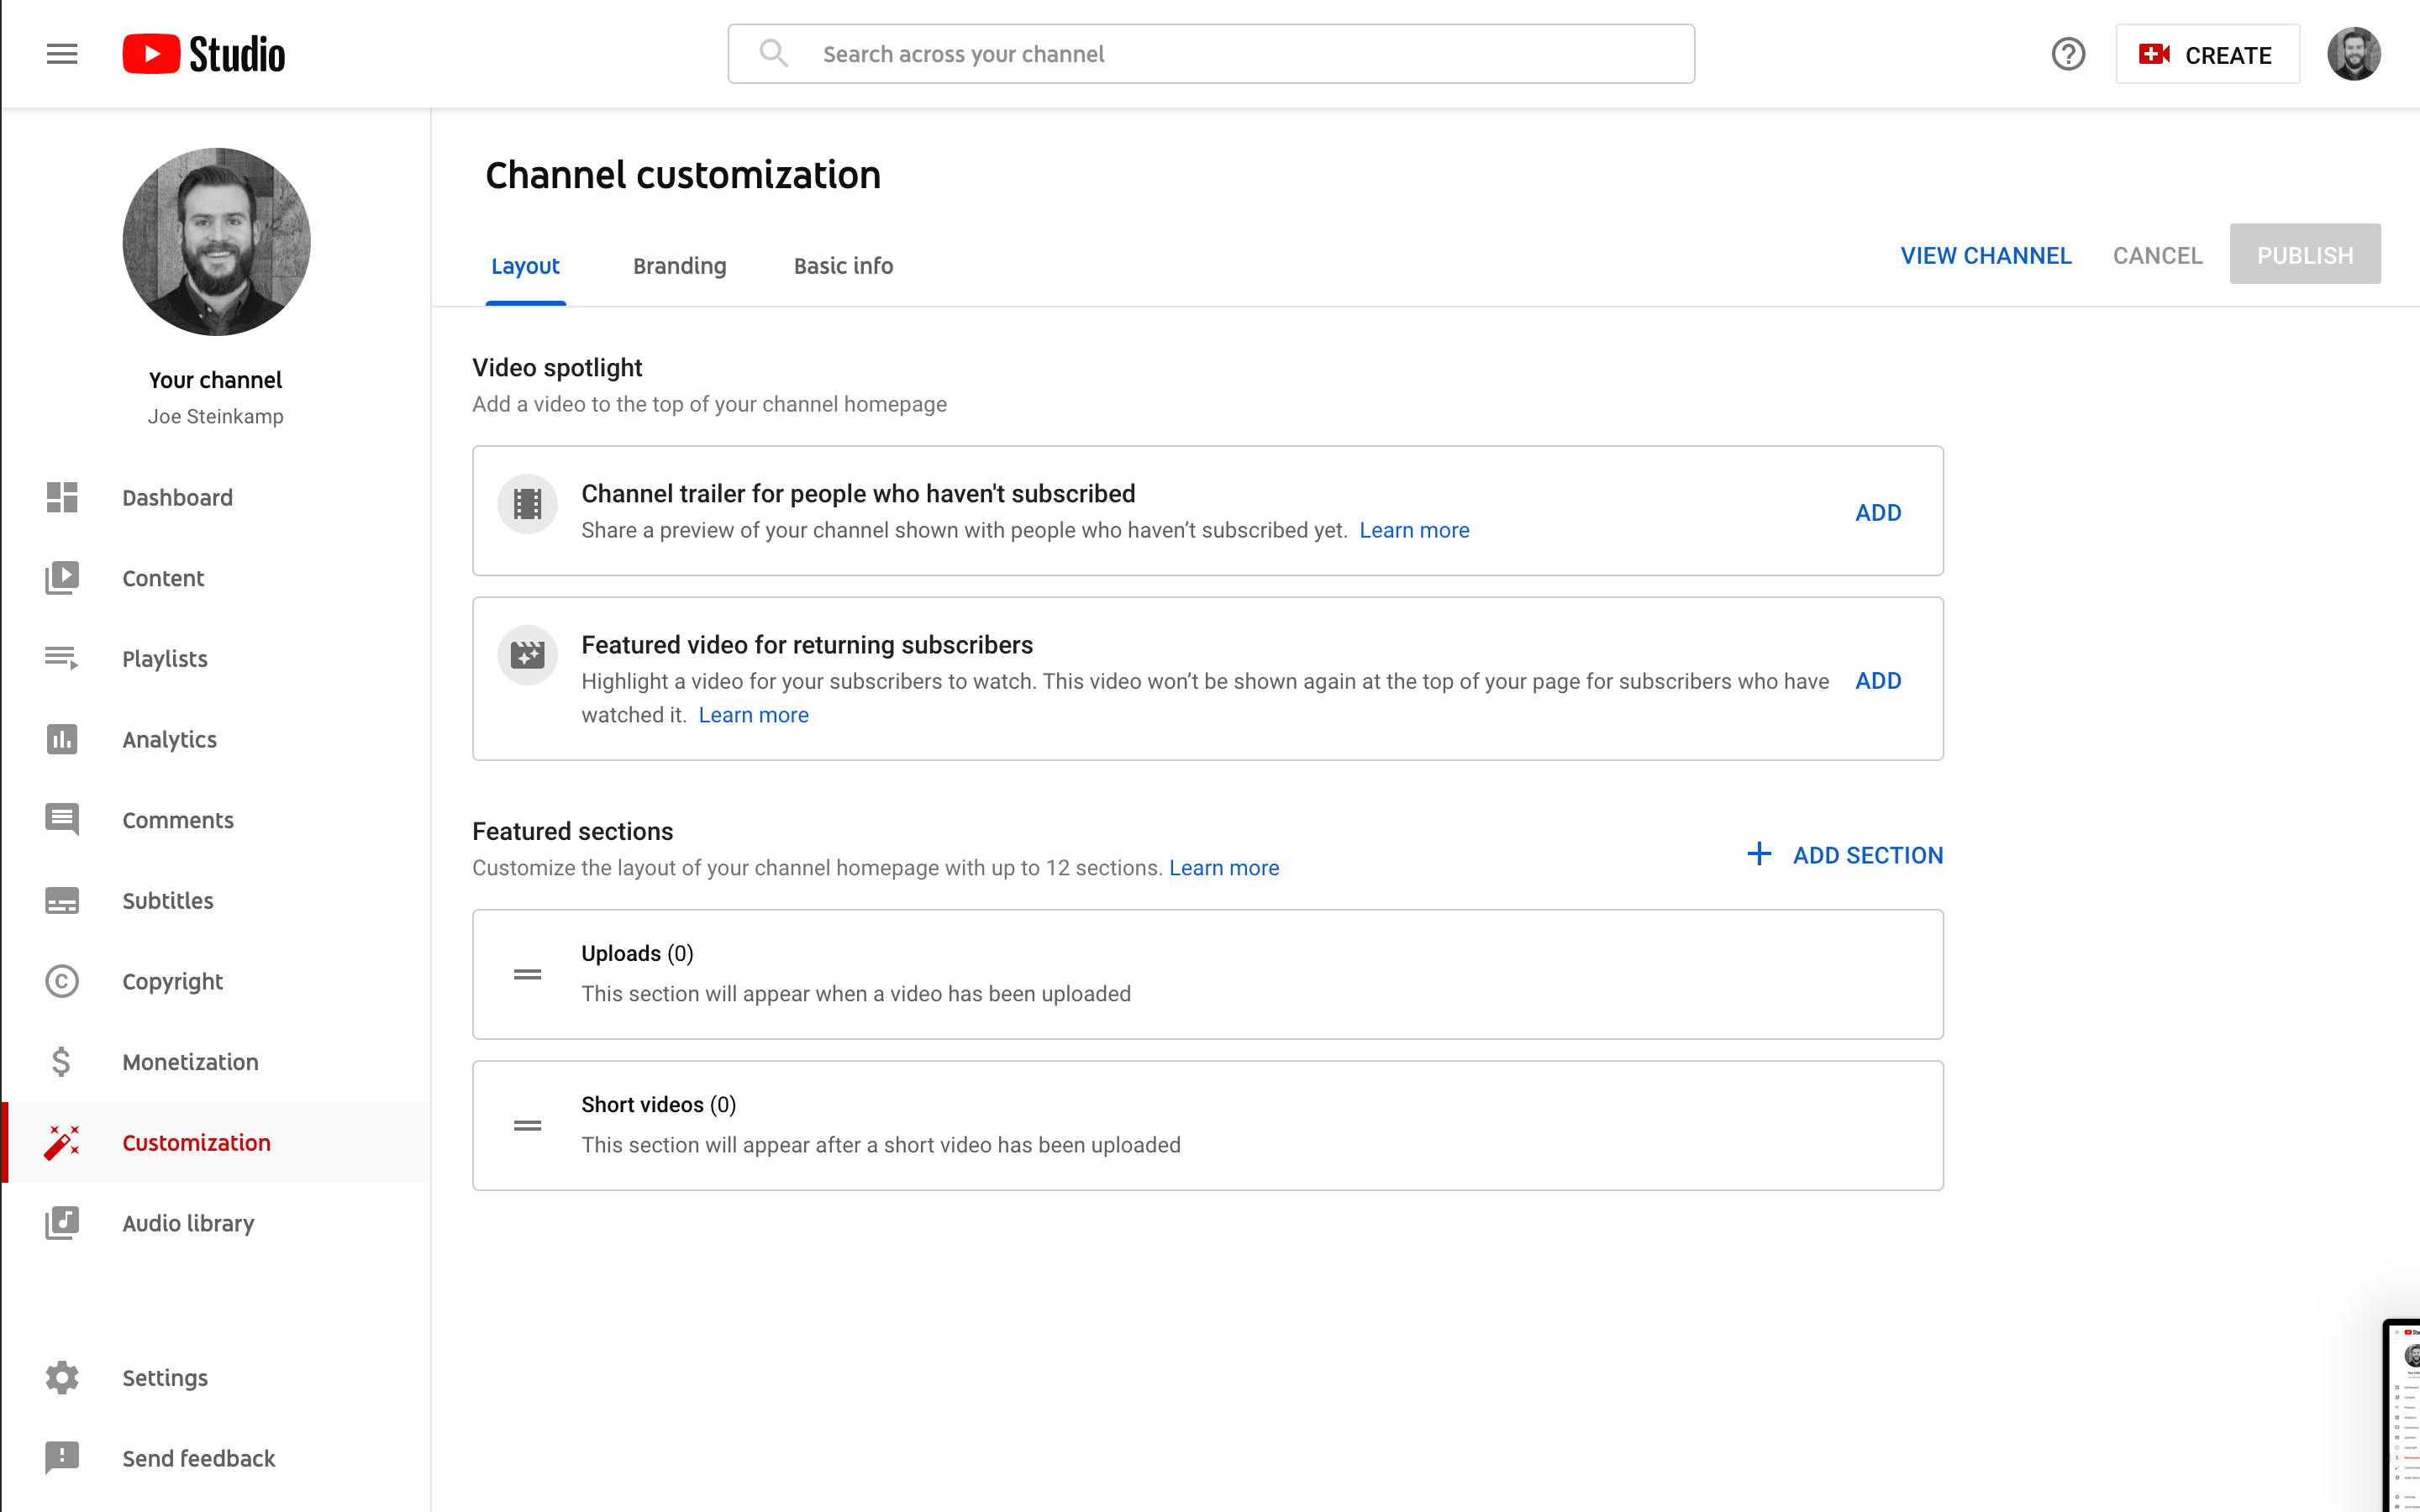 Studio
Search across your channel
CREATE
Your channel
Joe Steinkamp
Dashboard
Content
Playlists
Analytics
Comments
Subtitles
Copyright
Monetization
Customization
Audio library
Settings
Send feedback
Channel customization
Layout
Branding
Basic info
VIEW CHANNEL
CANCEL
PUBLISH
Video spotlight
Add a video to the top of your channel homepage
Channel trailer for people who haven't subscribed
Share a preview of your channel shown with people who haven’t subscribed yet. Learn more
ADD
Featured video for returning subscribers
Highlight a video for your subscribers to watch. This video won’t be shown again at the top of your page for subscribers who have
watched it. Learn more
ADD
Featured sections
Customize the layout of your channel homepage with up to 12 sections. Learn more
ADD SECTION
Uploads (0)
This section will appear when a video has been uploaded
Short videos (0)
This section will appear after a short video has been uploaded